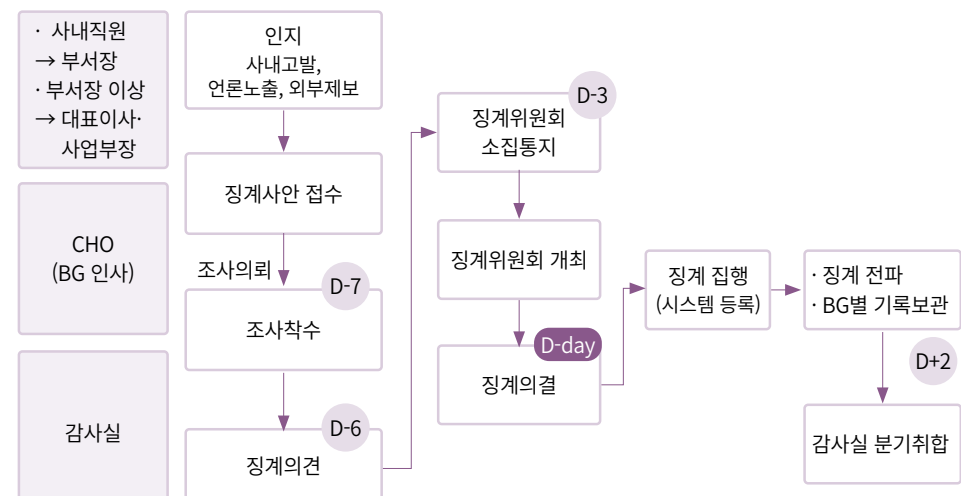 · 사내직원
→ 부서장
· 부서장 이상
→ 대표이사·
사업부장
CHO
(BG 인사)
감사실
인지
사내고발,
언론노출, 외부제보
징계사안 접수
조사의뢰
D-7
조사착수
D-6
징계의견
D-3
징계위원회
소집통지
징계위원회 개최
D-day
징계의결
징계 집행
(시스템 등록)
· 징계 전파
· BG별 기록보관
D+2
감사실 분기취합